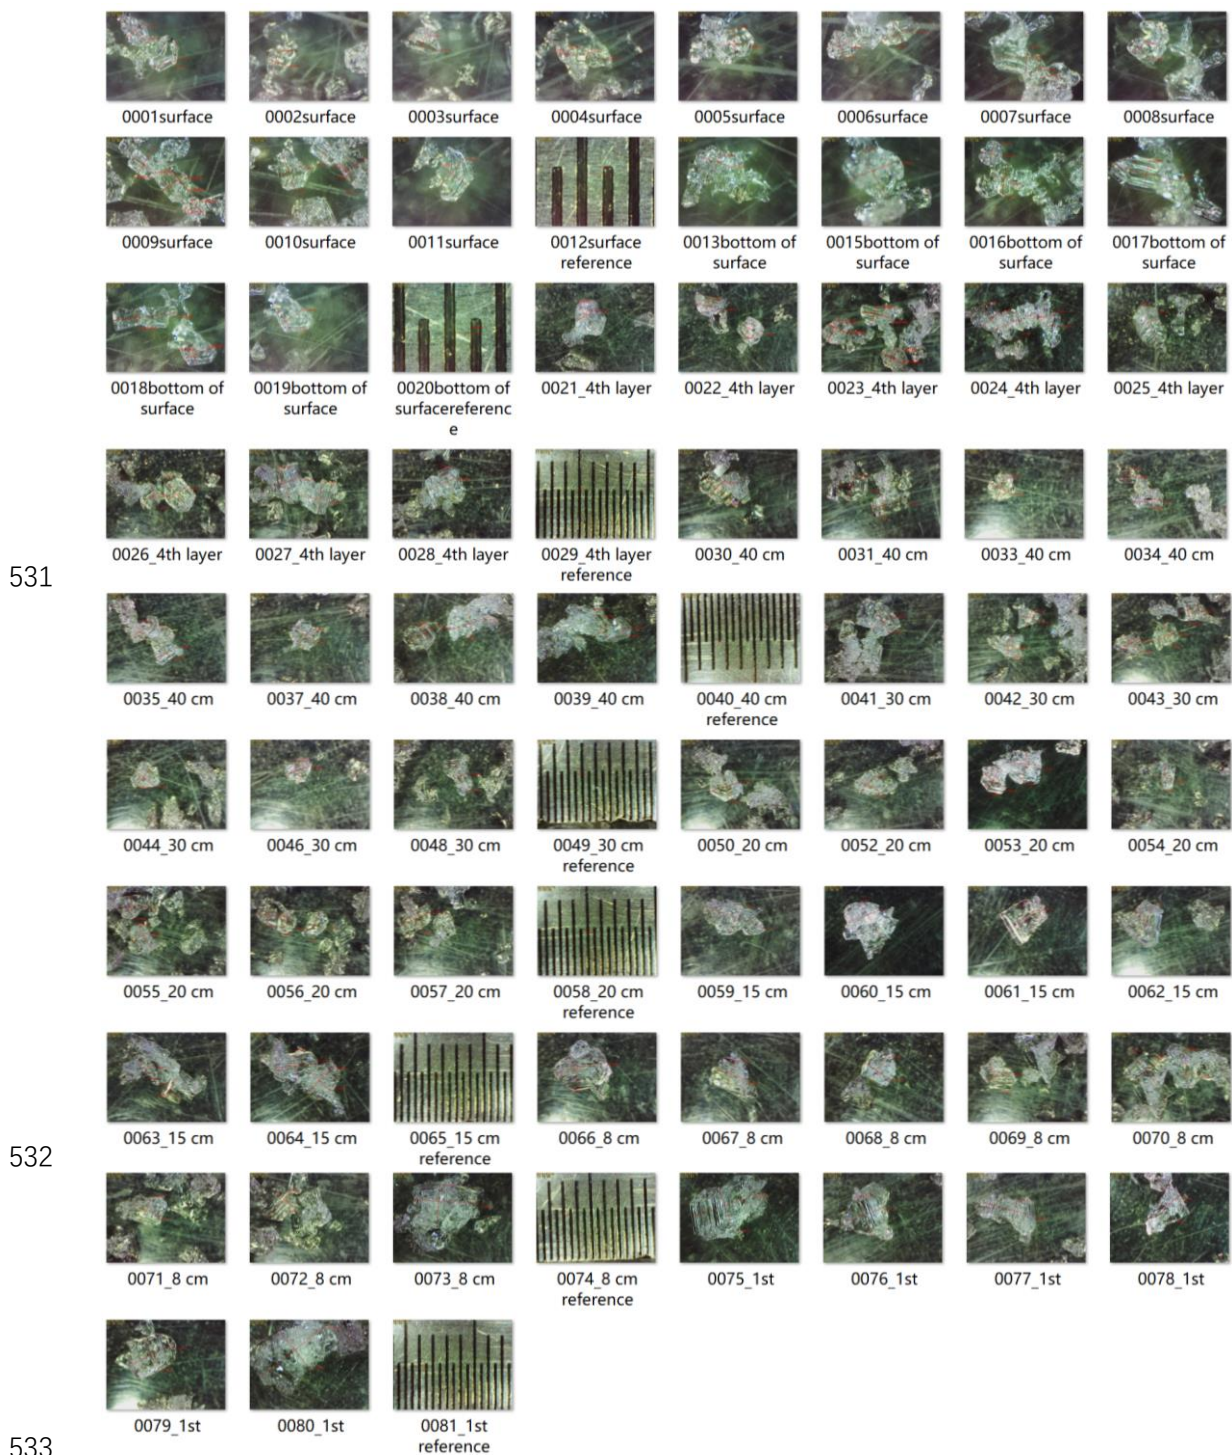 0001surface
0002surface
0003surface
0004surface
0005surface
0006surface
0007surface
0008surface
0009surface
0010surface
0011surface
0012surface
reference
0013bottom of
surface
0015bottom of
surface
0016bottom of
surface
0017bottom of
surface
0018bottom of
surface
0019bottom of
surface
0020bottom of
surfacereferenc
e
0021_4th layer
0022_4th layer
0023_4th layer
0024_4th layer
0025_4th layer
0026_4th layer
0027_4th layer
0028_4th layer
0029_4th layer
reference
0030_40 cm
0031_40 cm
0033_40 cm
0034_40 cm
531
0035_40 cm
0037_40 cm
0038_40 cm
0039_40 cm
0040_40 cm
reference
0041_30 cm
0042_30 cm
0043_30 cm
0044_30 cm
0046_30 cm
0048_30 cm
0049_30 cm
reference
0050_20 cm
0052_20 cm
0053_20 cm
0054_20 cm
0055_20 cm
0056_20 cm
0057_20 cm
0058_20 cm
reference
0059_15 cm
0060_15 cm
0061_15 cm
0062_15 cm
0063_15 cm
0064_15 cm
0065_15 cm
reference
0066_8 cm
0067_8 cm
0068_8 cm
0069_8 cm
0070_8 cm
532
0071_8 cm
0072_8 cm
0073_8 cm
0074_8 cm
reference
0075_1st
0076_1st
0077_1st
0078_1st
0079_1st
0080_1st
0081_1st
reference
533